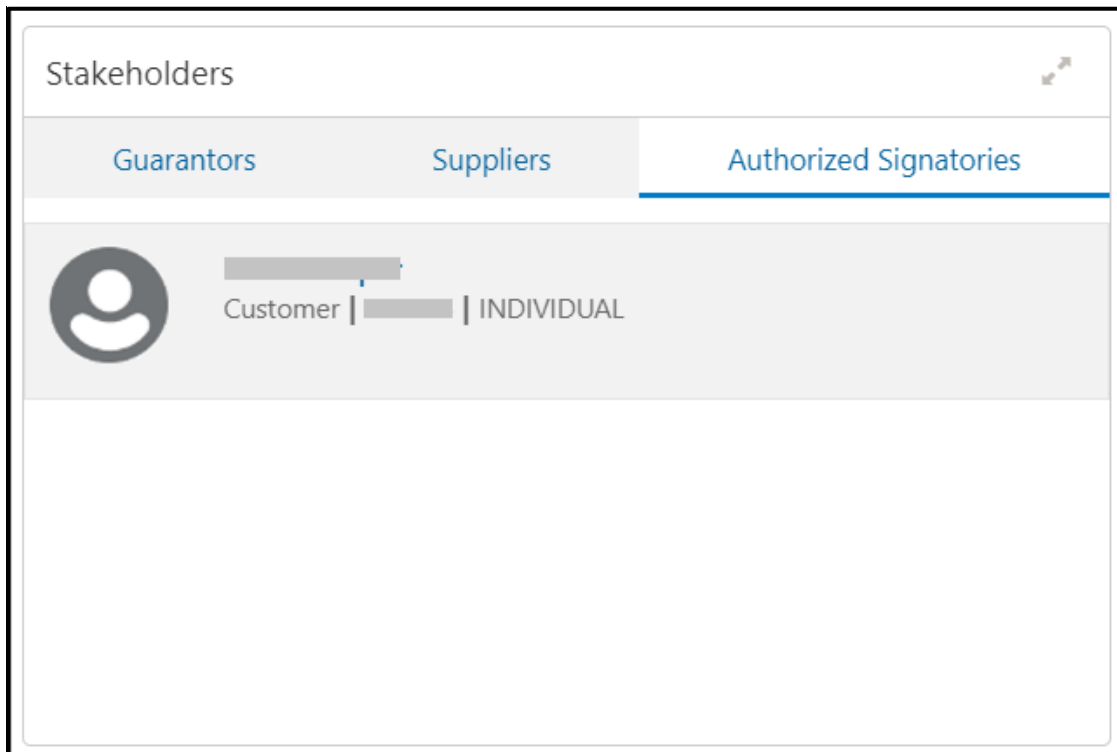 Stakeholders
Guarantors Suppliers Authorized Signatories
Customer | | INDIVIDUAL